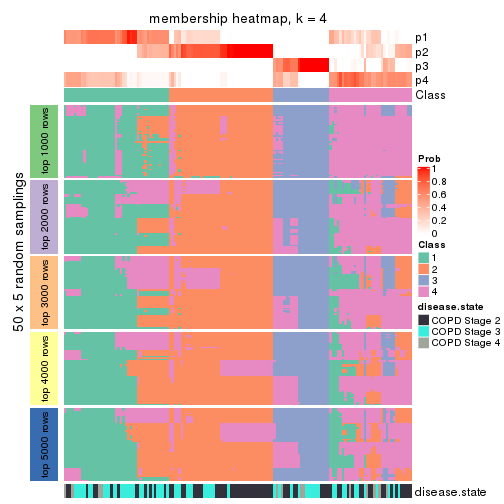 membership heatmap, k = 4
p1
p2
p3
p4
Class
50 x 5 random samplings
top 1000 rows
top 2000 rows
top 3000 rows
top 4000 rows
top 5000 rows
disease.state
Prob
1
0.8
0.6
0.4
0.2
0
Class
1
2
3
4
disease.state
COPD Stage 2
COPD Stage 3
COPD Stage 4